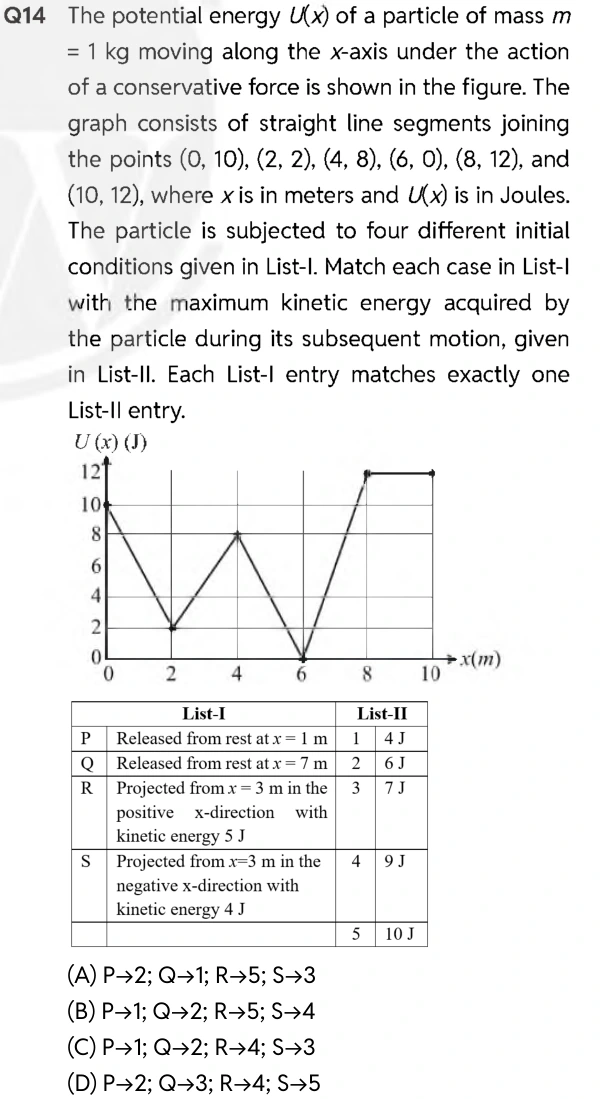 Q14 The potential energy U(x) of a particle of mass m
= 1 kg moving along the x-axis under the action
of a conservative force is shown in the figure. The
graph consists of straight line segments joining
the points (0, 10), (2, 2), (4, 8), (6, 0), (8, 12), and
(10, 12), where x is in meters and U(x) is in Joules.
The particle is subjected to four different initial
conditions given in List-I. Match each case in List-I
with the maximum kinetic energy acquired by
the particle during its subsequent motion, given
in List-II. Each List-I entry matches exactly one
List-II entry.
U (x) (J)
12
10
8
6
4
2
0
0 2 4 6 8 10 x(m)
List-I List-II
P Released from rest at x = 1 m 1 4 J
Q Released from rest at x = 7 m 2 6 J
R Projected from x = 3 m in the 3 7 J
positive x-direction with
kinetic energy 5 J
S Projected from x=3 m in the 4 9 J
negative x-direction with
kinetic energy 4 J
5 10 J
(A) P→2; Q→1; R→5; S→3
(B) P→1; Q→2; R→5; S→4
(C) P→1; Q→2; R→4; S→3
(D) P→2; Q→3; R→4; S→5